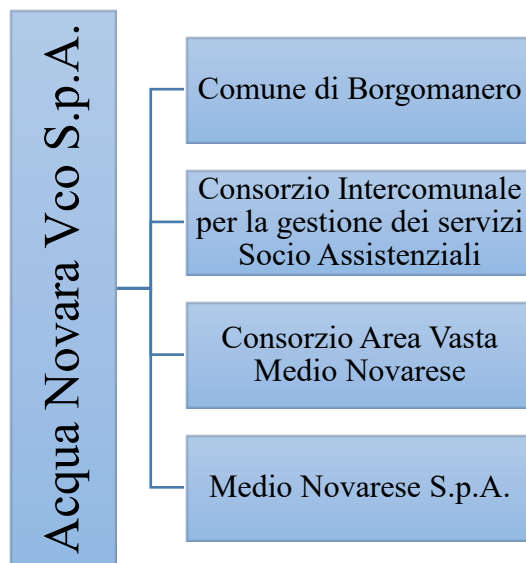 Acqua Novara Vco S.p.A.
Comune di Borgomanero
Consorzio Intercomunale
per la gestione dei servizi
Socio Assistenziali
Consorzio Area Vasta
Medio Novarese
Medio Novarese S.p.A.